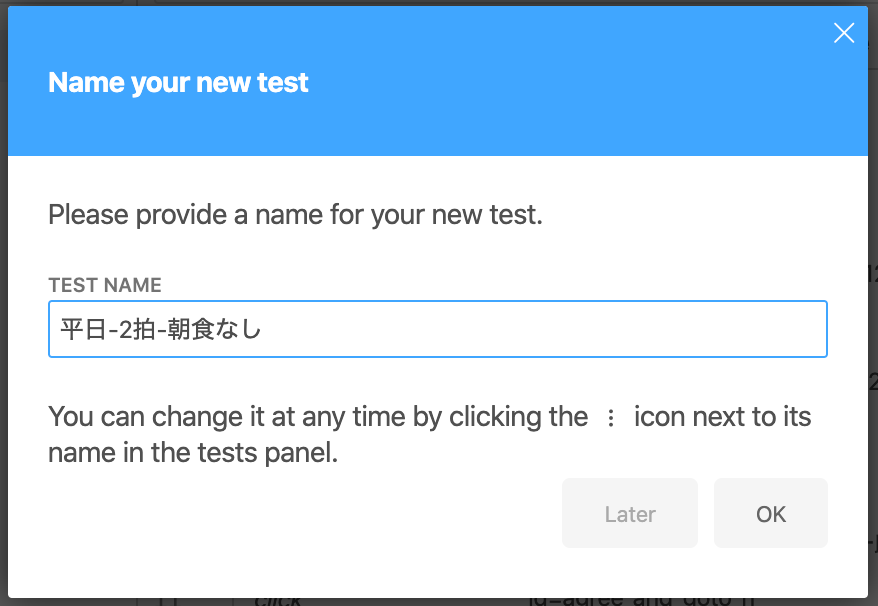 Name your new test
Please provide a name for your new test.
TEST NAME
平日-2拍-朝食なし
You can change it at any time by clicking the ⋮ icon next to its
name in the tests panel.
Later
OK